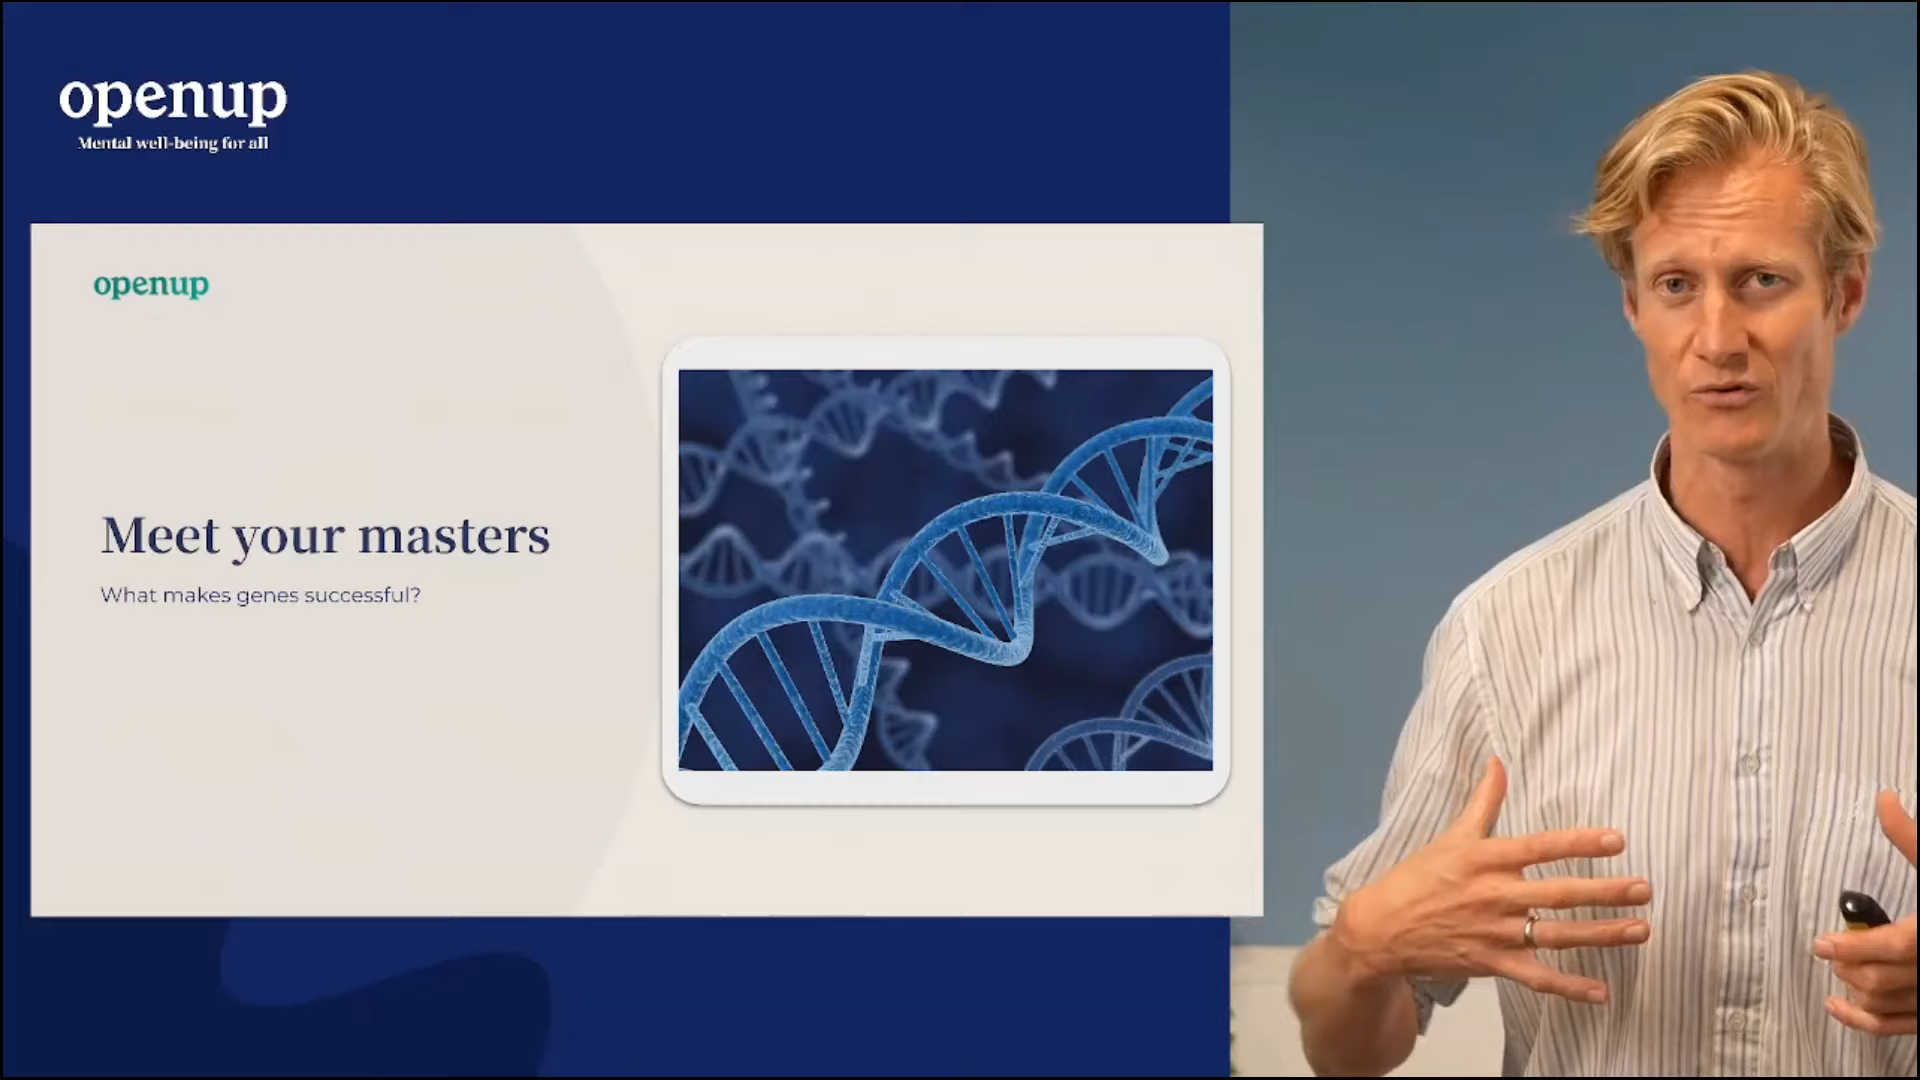 openup
Mental well-being for all
openup
Meet your masters
What makes genes successful?